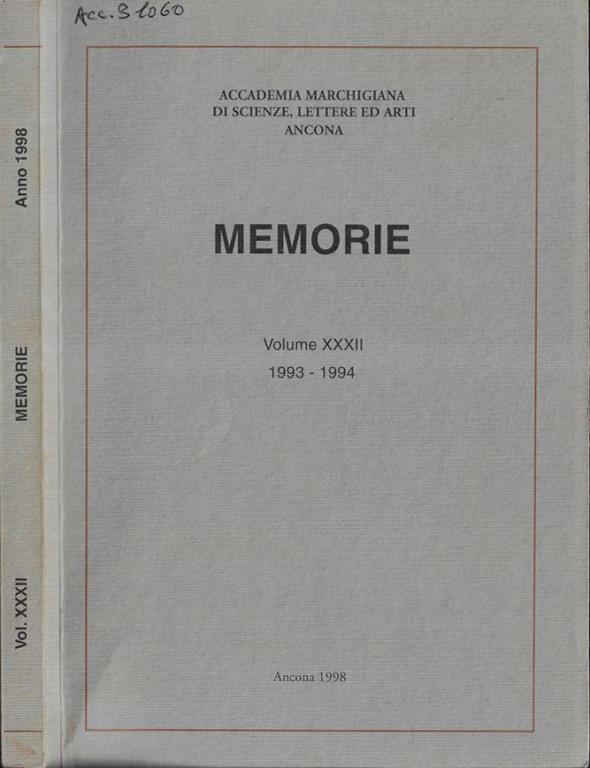 Acc. S 1060
ACCADEMIA MARCHIGIANA
DI SCIENZE, LETTERE ED ARTI
ANCONA
MEMORIE
Volume XXXII
1993 - 1994
Ancona 1998
Vol. XXXII
MEMORIE
Anno 1998